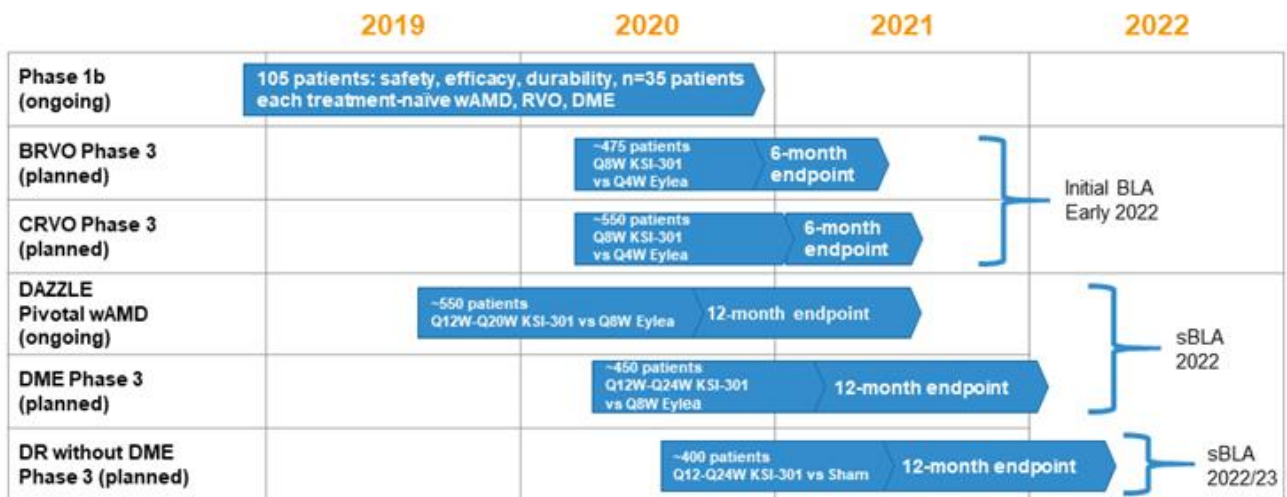 2019 2020 2021 2022
Phase 1b
(ongoing)
105 patients: safety, efficacy, durability, n=35 patients
each treatment-naïve wAMD, RVO, DME
BRVO Phase 3
(planned)
~475 patients
Q8W KSI-301
vs Q4W Eylea
6-month
endpoint
CRVO Phase 3
(planned)
~550 patients
Q8W KSI-301
vs Q4W Eylea
6-month
endpoint
Initial BLA
Early 2022
DAZZLE
Pivotal wAMD
(ongoing)
~550 patients
Q12W-Q20W KSI-301 vs Q8W Eylea
12-month endpoint
DME Phase 3
(planned)
~450 patients
Q12W-Q24W KSI-301
vs Q8W Eylea
12-month endpoint
sBLA
2022
DR without DME
Phase 3 (planned)
~400 patients
Q12-Q24W KSI-301 vs Sham
12-month endpoint
sBLA
2022/23